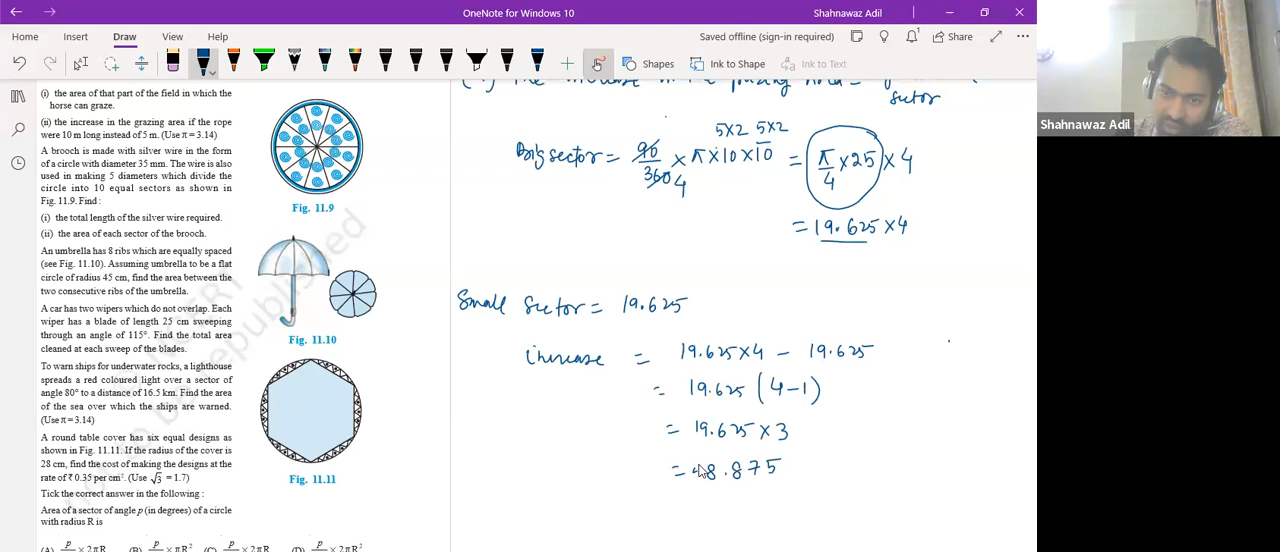 OneNote for Windows 10
Shahnawaz Adil
Home Insert Draw View Help
Saved offline (sign-in required)
Share
Shapes
Ink to Shape
Ink to Text
(i) the area of that part of the field in which the
horse can graze.
(ii) the increase in the grazing area if the rope
were 10 m long instead of 5 m. (Use π = 3.14)
A brooch is made with silver wire in the form
of a circle with diameter 35 mm. The wire is also
used in making 5 diameters which divide the
circle into 10 equal sectors as shown in
Fig. 11.9. Find :
(i) the total length of the silver wire required.
(ii) the area of each sector of the brooch.
An umbrella has 8 ribs which are equally spaced
(see Fig. 11.10). Assuming umbrella to be a flat
circle of radius 45 cm, find the area between the
two consecutive ribs of the umbrella.
A car has two wipers which do not overlap. Each
wiper has a blade of length 25 cm sweeping
through an angle of 115°. Find the total area
cleaned at each sweep of the blades.
To warn ships for underwater rocks, a lighthouse
spreads a red coloured light over a sector of
angle 80° to a distance of 16.5 km. Find the area
of the sea over which the ships are warned.
(Use π = 3.14)
A round table cover has six equal designs as
shown in Fig. 11.11. If the radius of the cover is
28 cm, find the cost of making the designs at the
rate of ₹ 0.35 per cm². (Use √3 = 1.7)
Tick the correct answer in the following :
Area of a sector of angle p (in degrees) of a circle
with radius R is
(A) p × 2πR (B) p × πR² (C) p × 2πR (D) p × 2πR²
Fig. 11.9
Fig. 11.10
Fig. 11.11
republished
sector
5×2 5×2
Big sector = 90/360 4 × π × 10 × 10 = π/4 × 25 × 4
= 19.625 × 4
Small sector = 19.625
increase = 19.625 × 4 − 19.625
= 19.625 (4−1)
= 19.625 × 3
= 48.875
Shahnawaz Adil